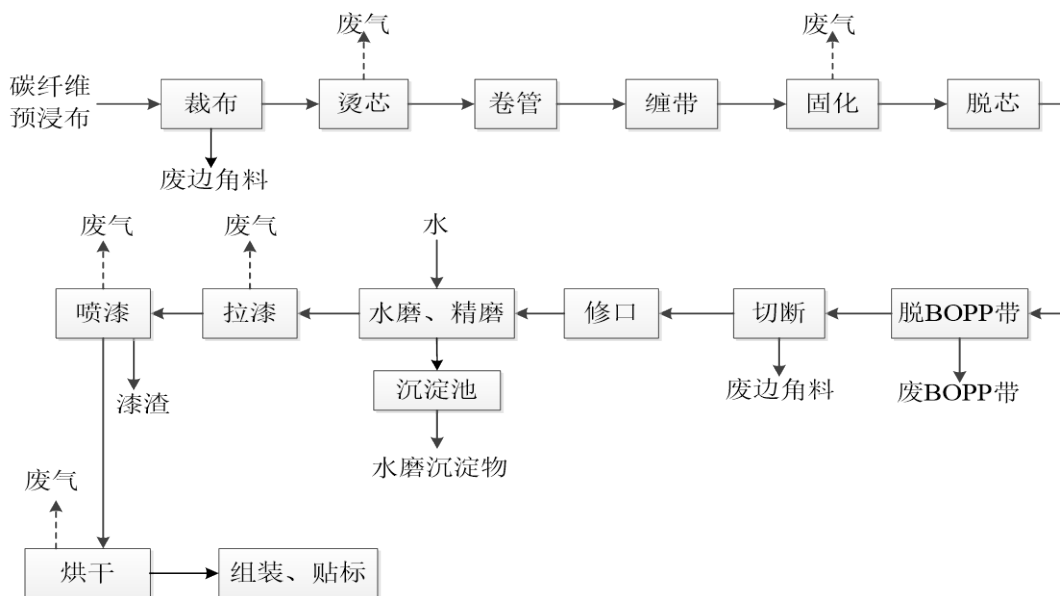 废气
废气
碳纤维
预浸布
裁布
烫芯
卷管
缠带
固化
脱芯
废边角料
废气
废气
水
喷漆
拉漆
水磨、精磨
修口
切断
脱BOPP带
漆渣
沉淀池
废边角料
废BOPP带
水磨沉淀物
废气
烘干
组装、贴标